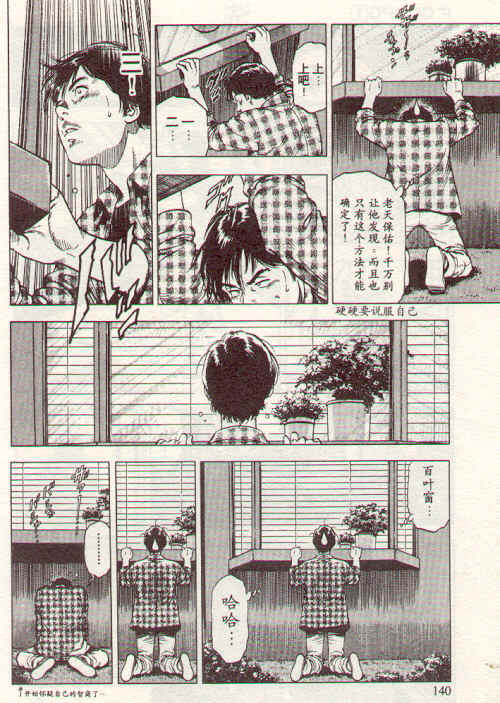 老天保佑！千万别
让他发现。而且也
只有这个方法才能
确定了！
硬硬要说服自己
上…
上吧！
一……
二……
三！
百叶窗…
哈哈…
………
开始怀疑自己的智商了…
140